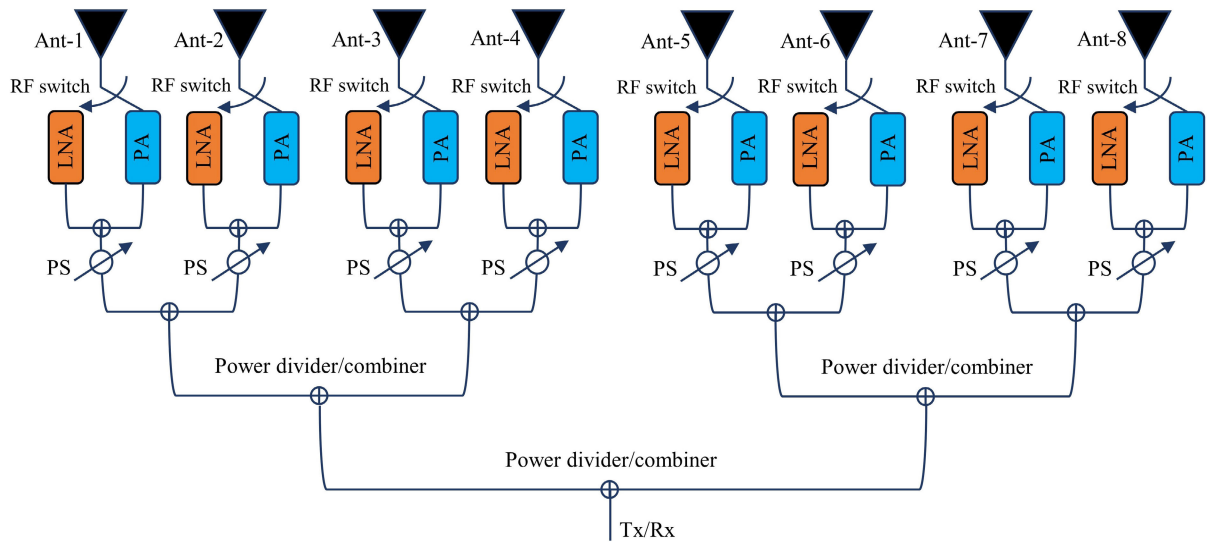 Ant-1 Ant-2 Ant-3 Ant-4 Ant-5 Ant-6 Ant-7 Ant-8
RF switch RF switch RF switch RF switch RF switch RF switch RF switch RF switch
LNA PA LNA PA LNA PA LNA PA LNA PA LNA PA LNA PA LNA PA
PS PS PS PS PS PS PS PS
Power divider/combiner Power divider/combiner
Power divider/combiner
Tx/Rx